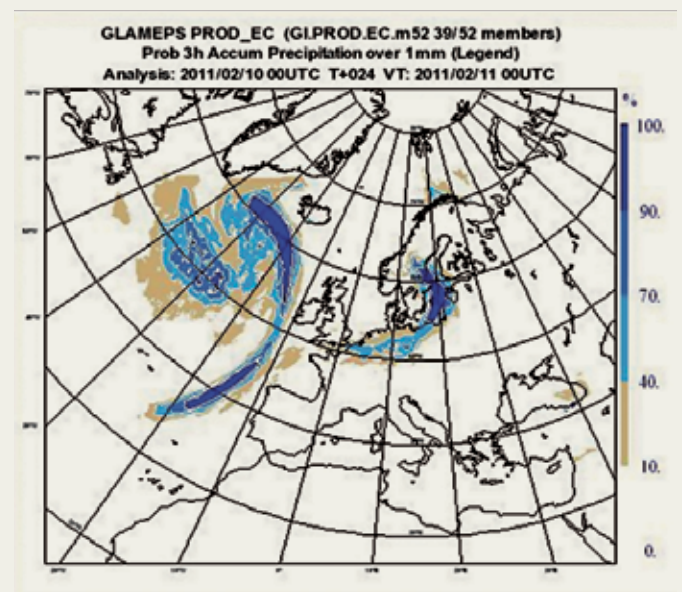 GLAMEPS PROD_EC (GI.PROD.EC.m52 39/52 members)
Prob 3h Accum Precipitation over 1mm (Legend)
Analysis: 2011/02/10 00UTC T+024 VT: 2011/02/11 00UTC
%
100.
90.
70.
40.
10.
0.